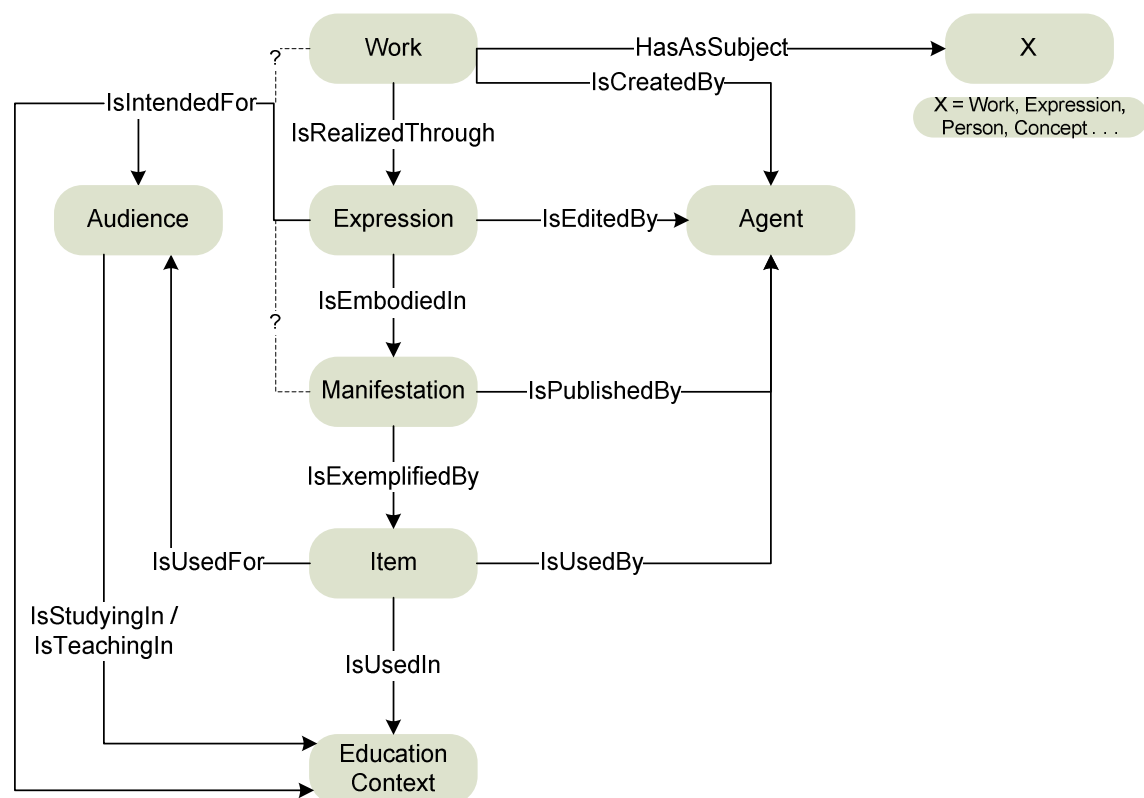 Work
HasAsSubject
X
?
IsCreatedBy
IsIntendedFor
X = Work, Expression,
Person, Concept . . .
IsRealizedThrough
Audience
Expression
IsEditedBy
Agent
IsEmbodiedIn
?
Manifestation
IsPublishedBy
IsExemplifiedBy
IsUsedFor
Item
IsUsedBy
IsStudyingIn /
IsTeachingIn
IsUsedIn
Education
Context